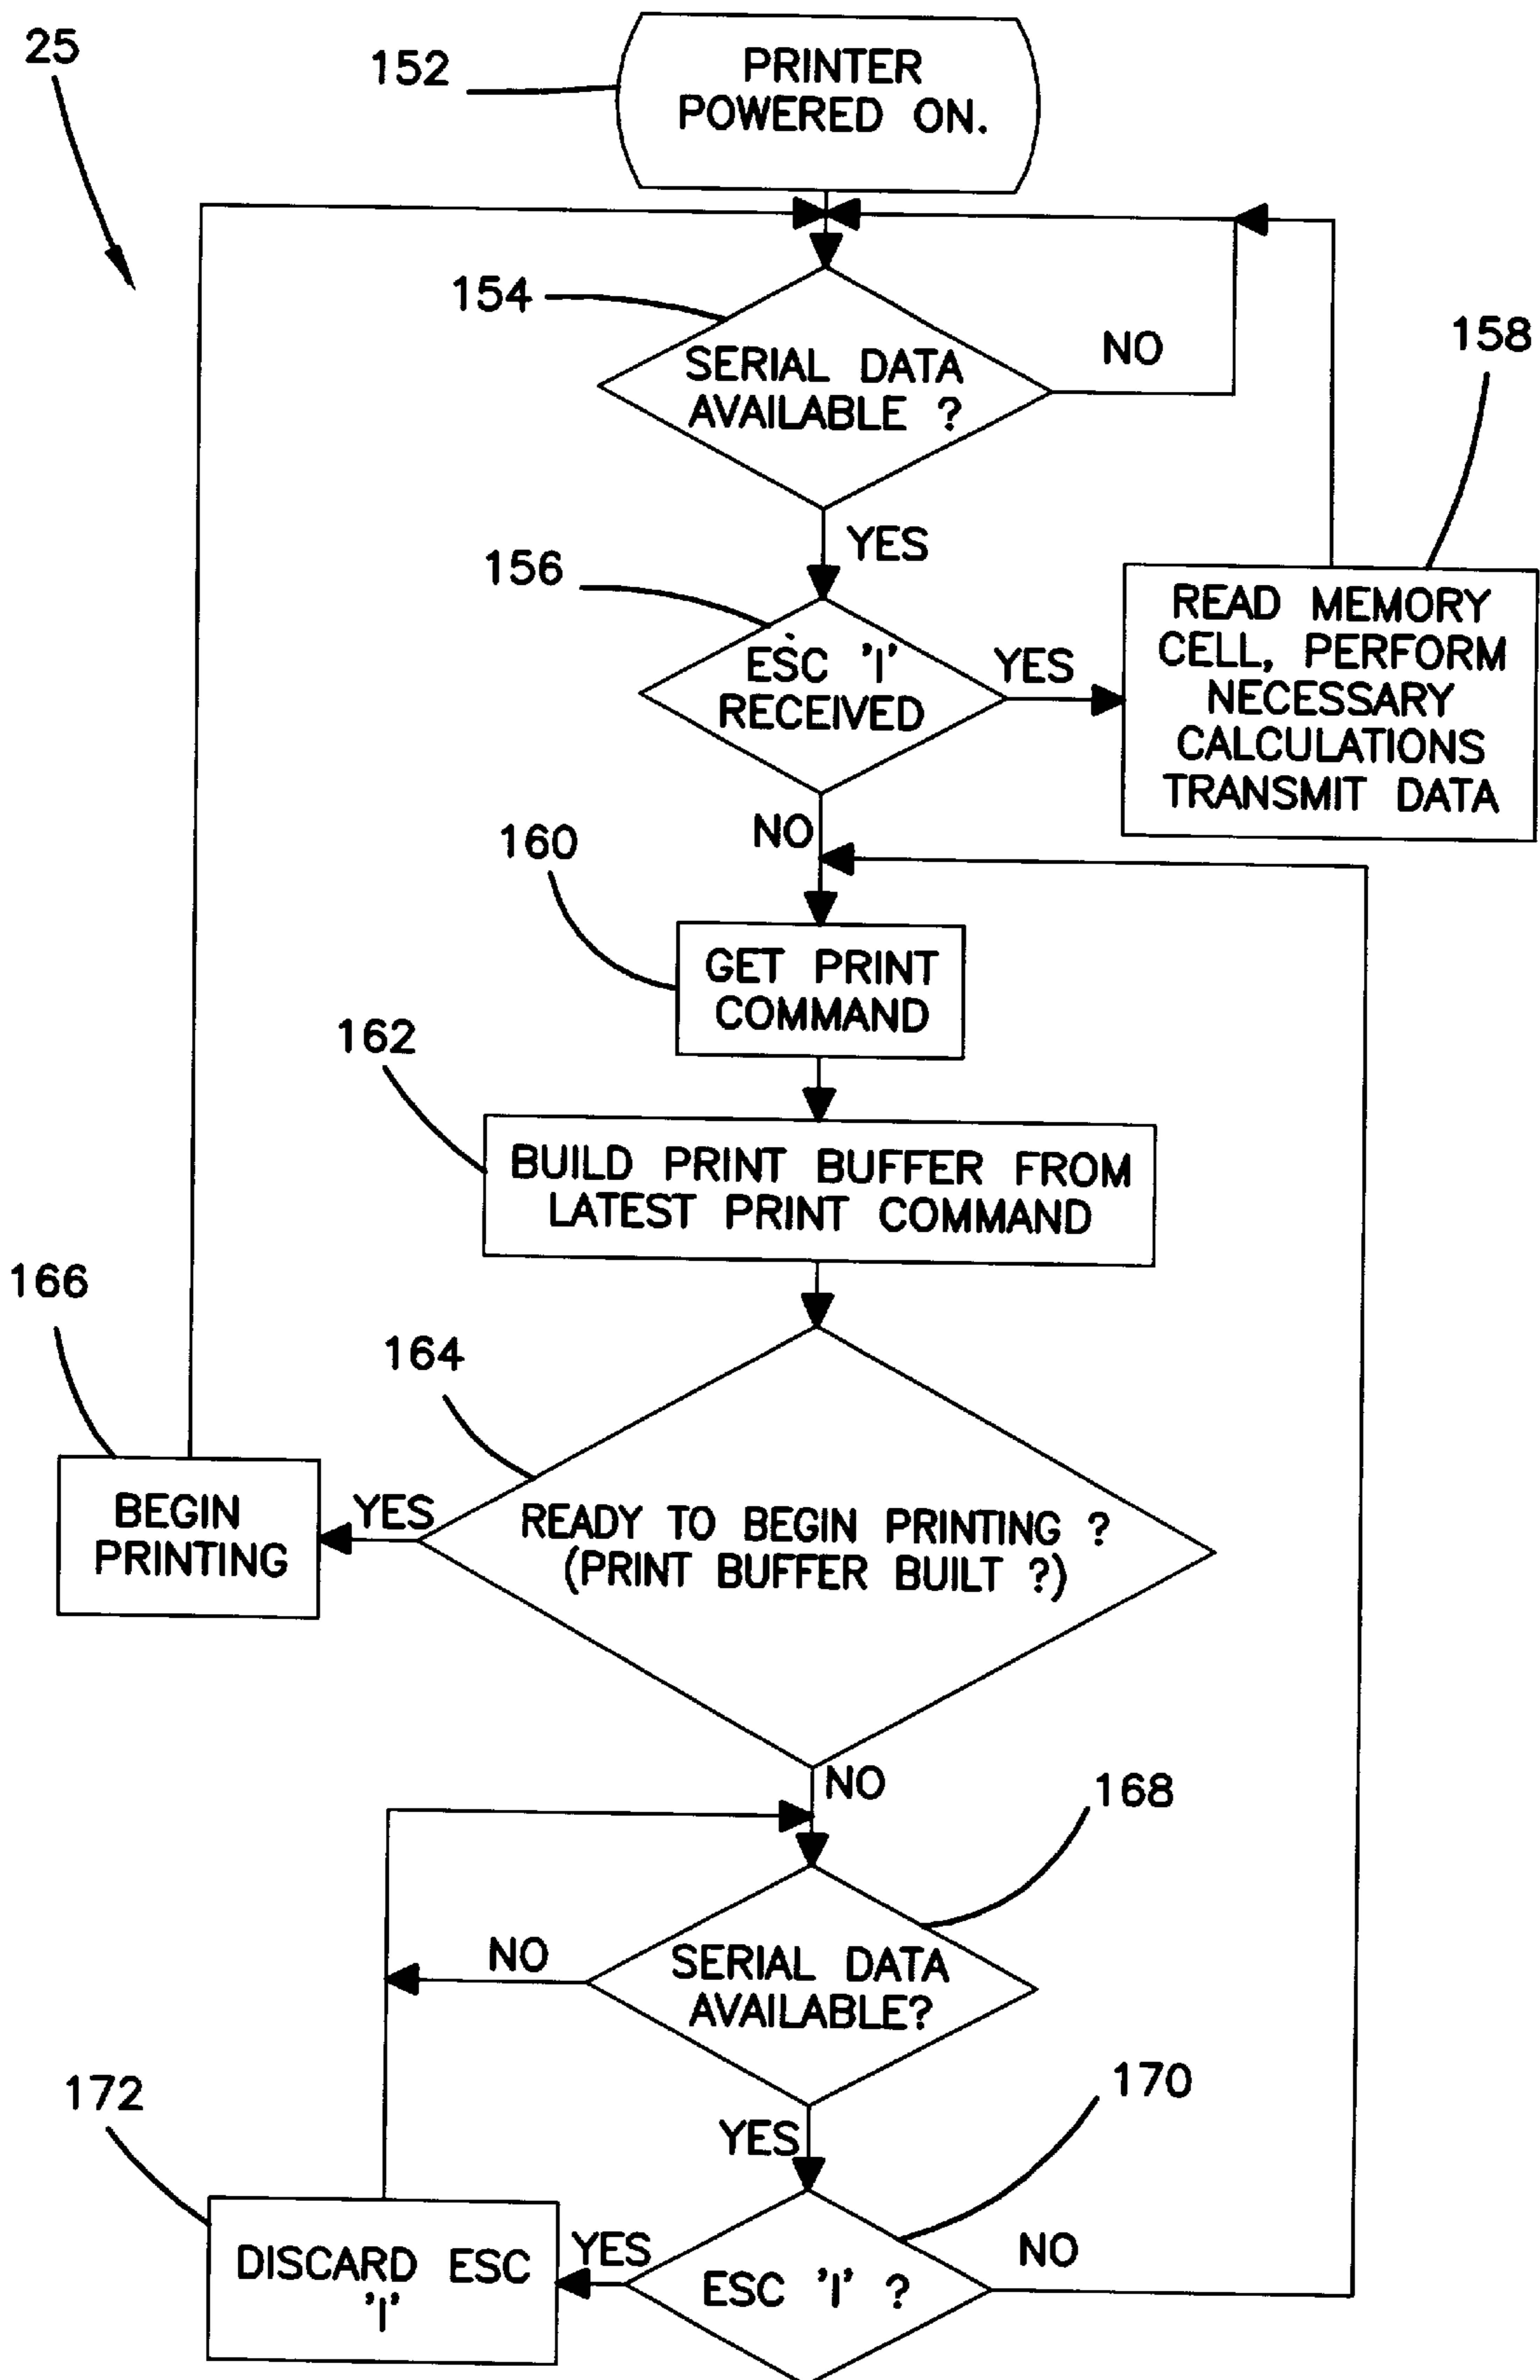 25
152
PRINTER
POWERED ON.
154
SERIAL DATA
AVAILABLE ?
NO
158
YES
156
ESC 'I'
RECEIVED
YES
READ MEMORY
CELL, PERFORM
NECESSARY
CALCULATIONS
TRANSMIT DATA
NO
160
GET PRINT
COMMAND
162
BUILD PRINT BUFFER FROM
LATEST PRINT COMMAND
166
164
BEGIN
PRINTING
YES
READY TO BEGIN PRINTING ?
(PRINT BUFFER BUILT ?)
NO
168
NO
SERIAL DATA
AVAILABLE?
172
170
YES
DISCARD ESC
'I'
YES
ESC 'I' ?
NO